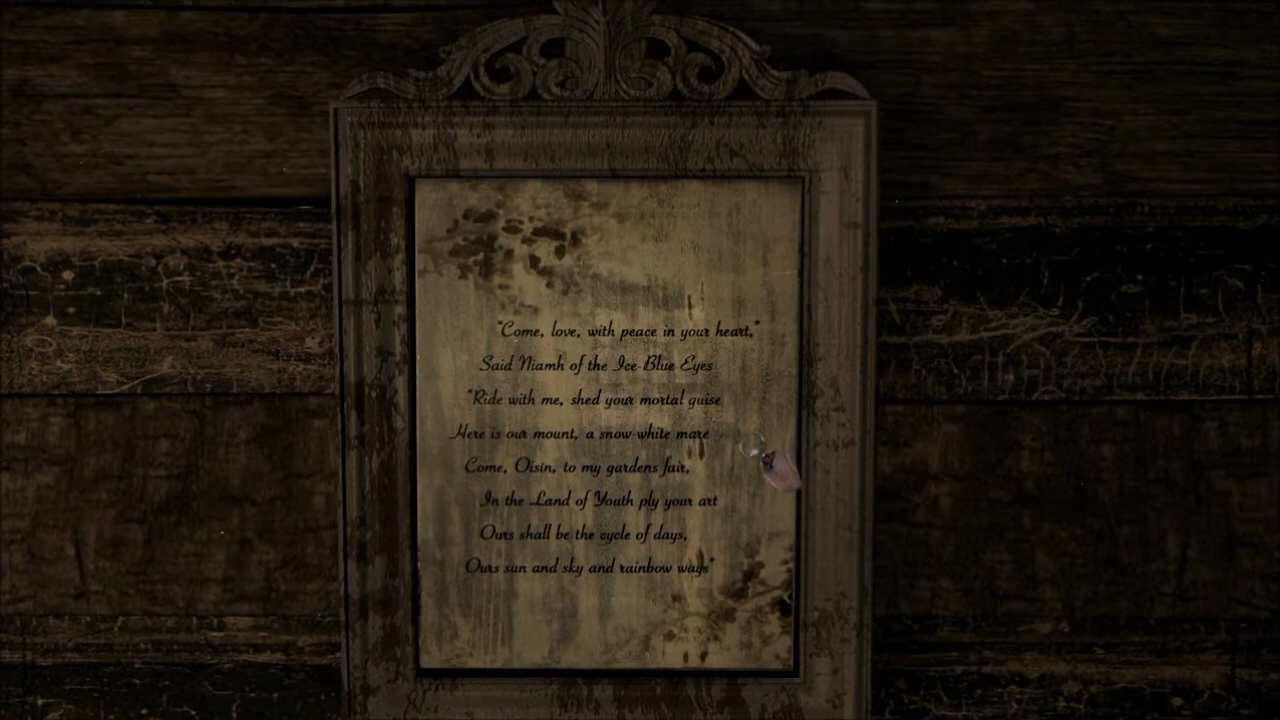 "Come, love, with peace in your heart,"
Said Niamh of the Ice-Blue Eyes
"Ride with me, shed your mortal guise
Here is our mount, a snow-white mare
Come, Oisin, to my gardens fair,
In the Land of Youth ply your art
Ours shall be the cycle of days,
Ours sun and sky and rainbow ways"